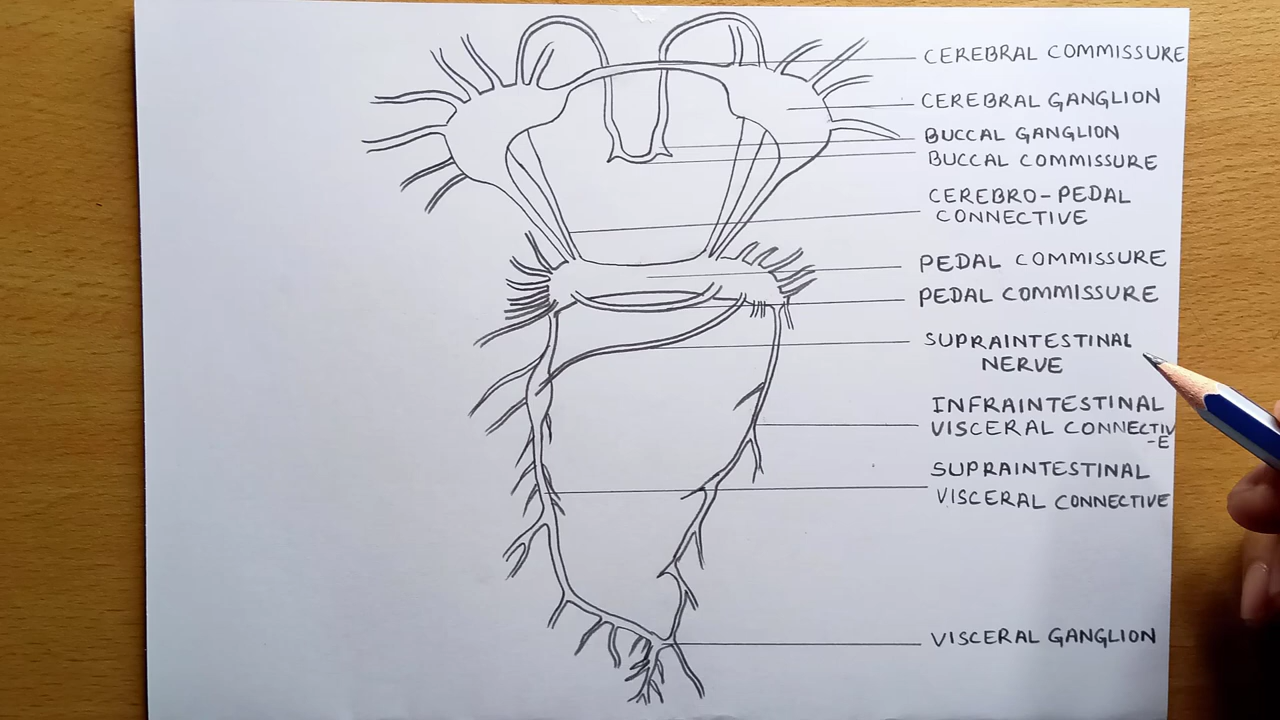 CEREBRAL COMMISSURE
CEREBRAL GANGLION
BUCCAL GANGLION
BUCCAL COMMISSURE
CEREBRO-PEDAL
CONNECTIVE
PEDAL COMMISSURE
PEDAL COMMISSURE
SUPRAINTESTINAL
NERVE
INFRAINTESTINAL
VISCERAL CONNECTIV
-E
SUPRAINTESTINAL
VISCERAL CONNECTIVE
VISCERAL GANGLION